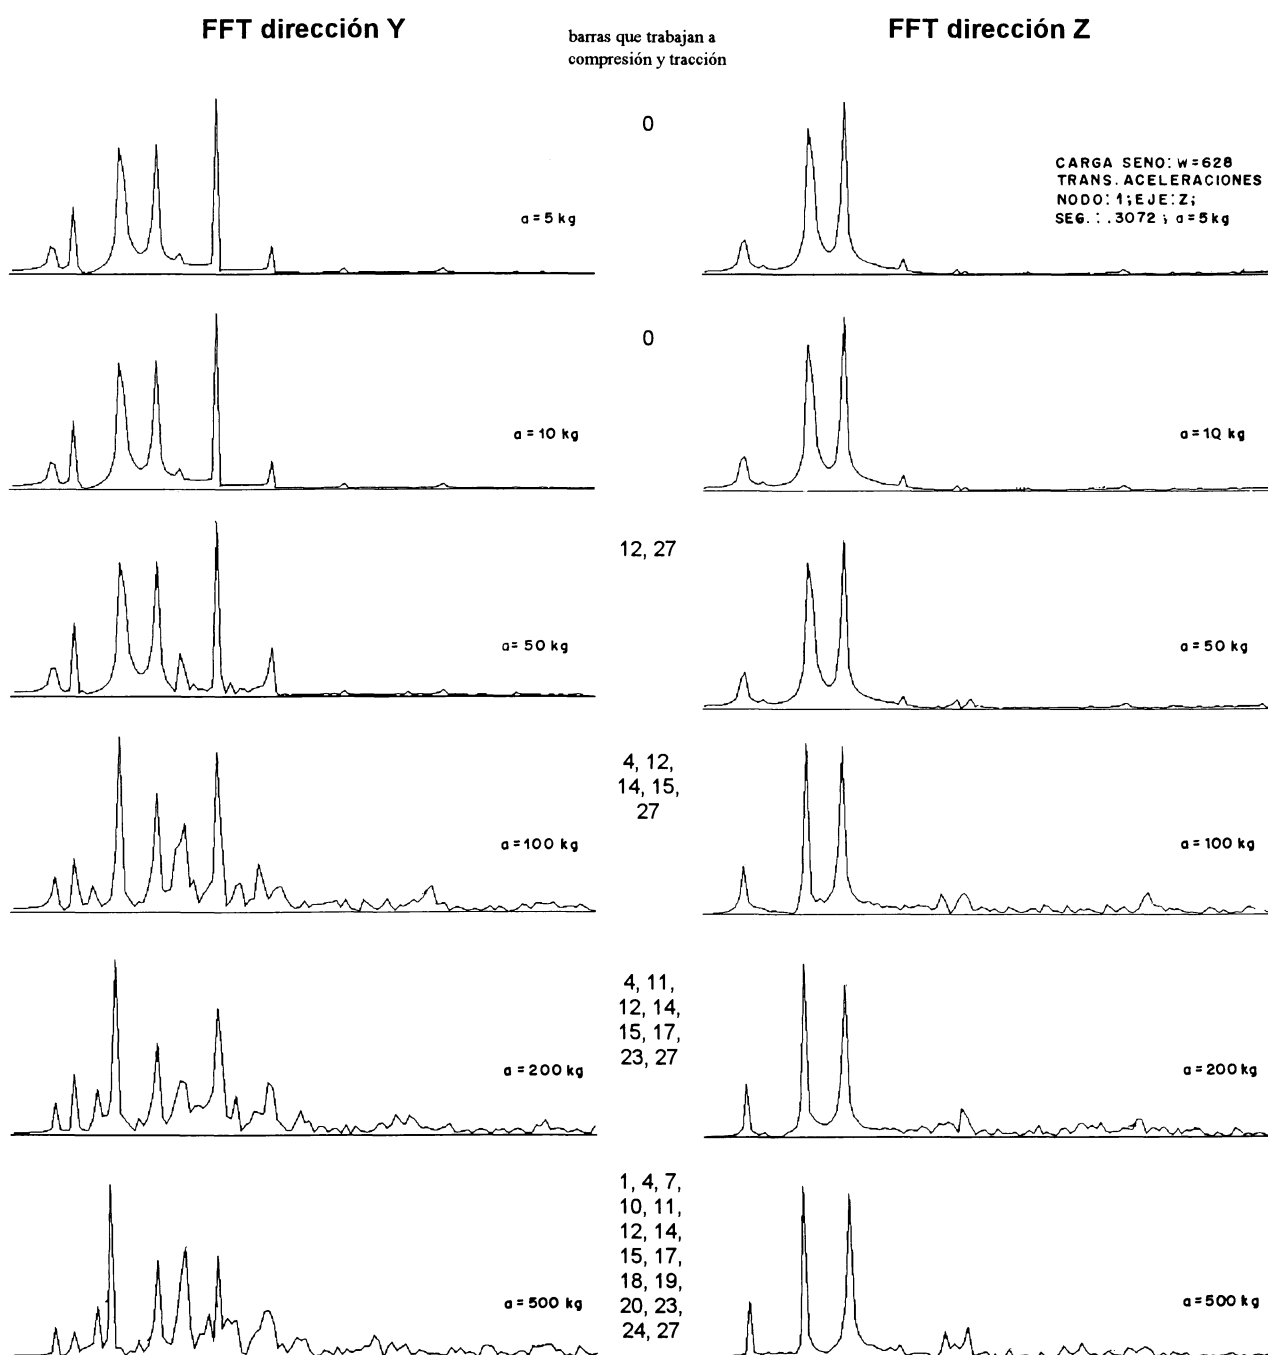 FFT dirección Y
barras que trabajan a
compresión y tracción
FFT dirección Z
0
CARGA SENO: W=628
TRANS. ACELERACIONES
NODO: 1; EJE: Z;
SEG. : .3072 ; a=5kg
a=5 kg
0
a=10 kg
a=10 kg
12, 27
a=50 kg
a=50 kg
4, 12,
14, 15,
27
a=100 kg
a=100 kg
4, 11,
12, 14,
15, 17,
23, 27
a=200 kg
a=200 kg
1, 4, 7,
10, 11,
12, 14,
15, 17,
18, 19,
20, 23,
24, 27
a=500 kg
a=500 kg